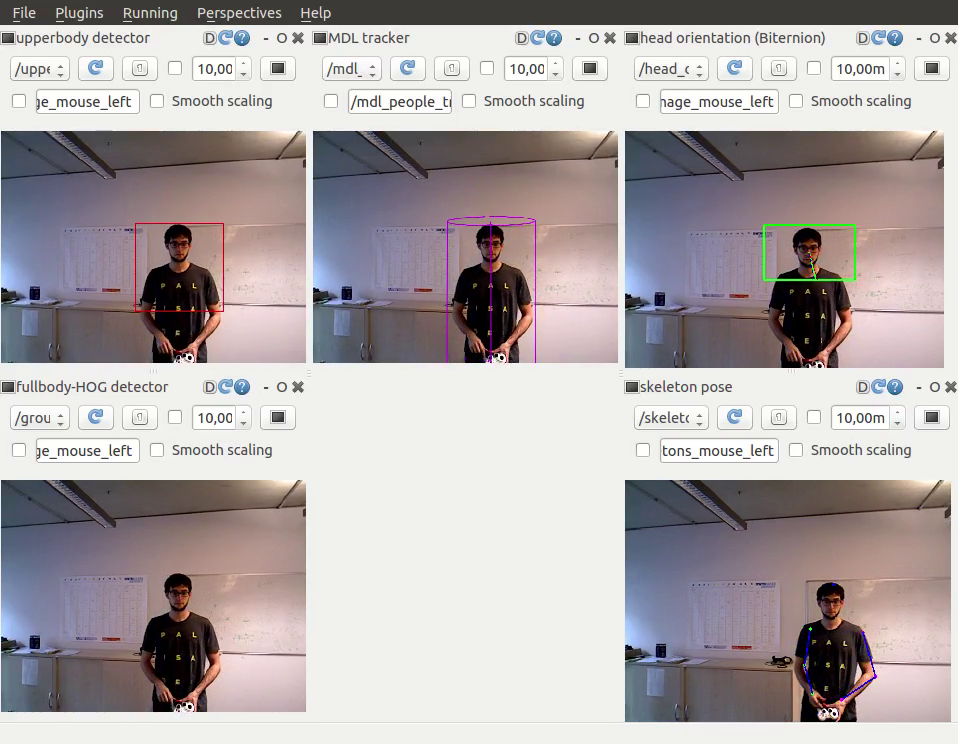 File Plugins Running Perspectives Help
upperbody detector D - O
MDL tracker D - O
head orientation (Biternion) D - O
/uppe 10,00
/mdl_ 10,00
/head_c 10,00m
ge_mouse_left Smooth scaling
/mdl_people_tr Smooth scaling
nage_mouse_left Smooth scaling
P A L
I S A
E
P A L
I S A
E
P A L
I S A
E
fullbody-HOG detector D - O
skeleton pose D - O
/grou 10,00
/skeletc 10,00m
ge_mouse_left Smooth scaling
tons_mouse_left Smooth scaling
P A L
I S A
E
P A L
I S A
E